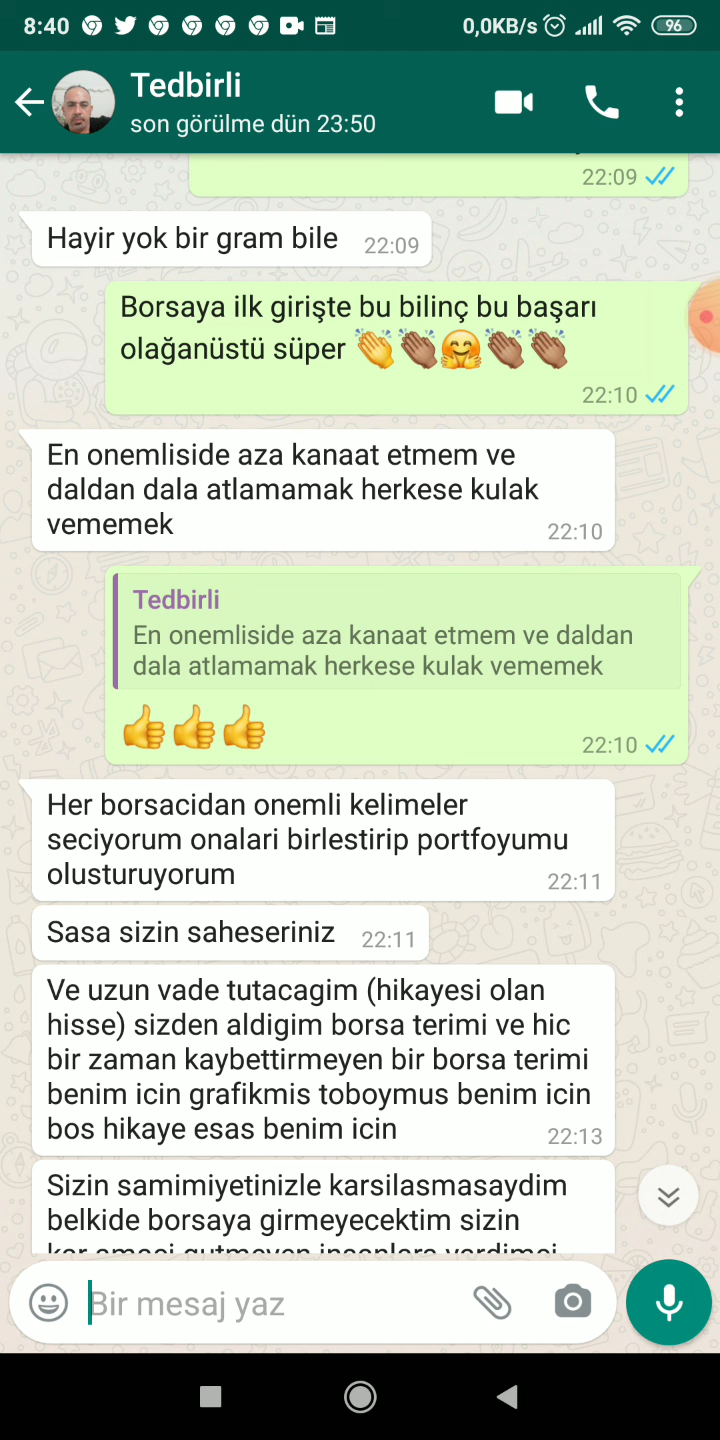 8:40
0,0KB/s
96
Tedbirli
son görülme dün 23:50
22:09
Hayir yok bir gram bile
22:09
Borsaya ilk girişte bu bilinç bu başarı
olağanüstü süper 👏👏🏾🤗👏🏾👏🏾
22:10
En onemliside aza kanaat etmem ve
daldan dala atlamamak herkese kulak
vememek
22:10
Tedbirli
En onemliside aza kanaat etmem ve daldan
dala atlamamak herkese kulak vememek
👍👍👍
22:10
Her borsacidan onemli kelimeler
seciyorum onalari birlestirip portfoyumu
olusturuyorum
22:11
Sasa sizin saheseriniz
22:11
Ve uzun vade tutacagim (hikayesi olan
hisse) sizden aldigim borsa terimi ve hic
bir zaman kaybettirmeyen bir borsa terimi
benim icin grafikmis toboymus benim icin
bos hikaye esas benim icin
22:13
Sizin samimiyetinizle karsilasmasaydim
belkide borsaya girmeyecektim sizin
kar amaci gutmeyen insanlara yardimci
Bir mesaj yaz